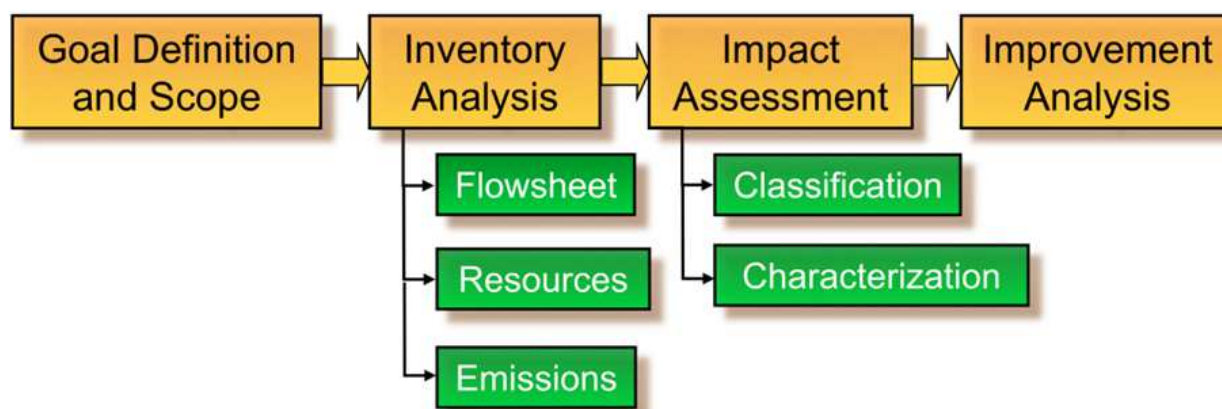 Goal Definition
and Scope
Inventory
Analysis
Impact
Assessment
Improvement
Analysis
Flowsheet
Resources
Emissions
Classification
Characterization